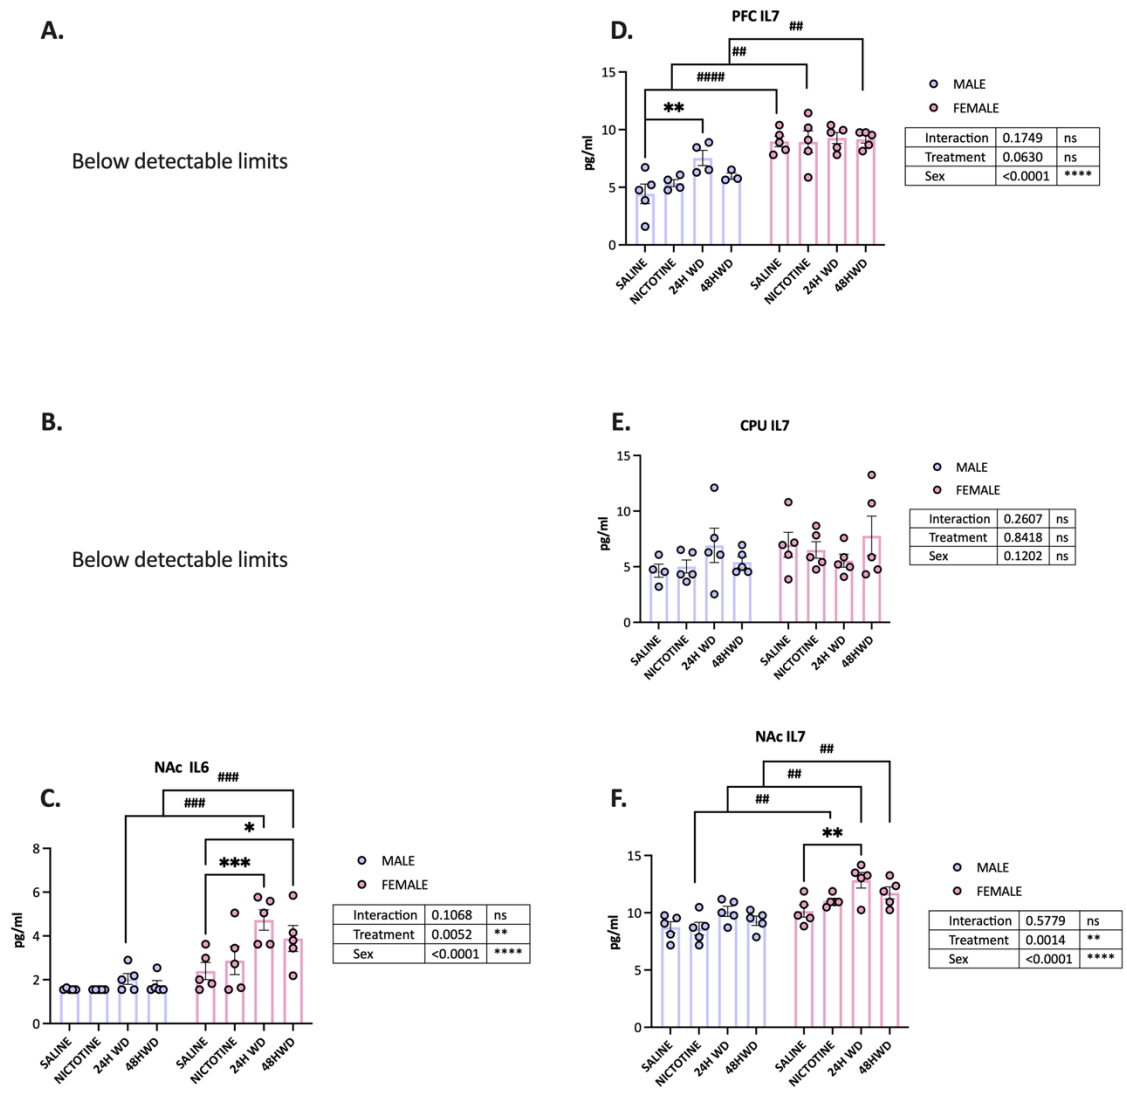 A.
Below detectable limits
D.
PFC IL7
##
##
####
**
15
10
5
0
pg/ml
SALINE
NICTOTINE
24H WD
48HWD
SALINE
NICTOTINE
24H WD
48HWD
MALE
FEMALE
Interaction 0.1749 ns
Treatment 0.0630 ns
Sex <0.0001 ****
B.
Below detectable limits
E.
CPU IL7
15
10
5
0
pg/ml
SALINE
NICTOTINE
24H WD
48HWD
SALINE
NICTOTINE
24H WD
48HWD
MALE
FEMALE
Interaction 0.2607 ns
Treatment 0.8418 ns
Sex 0.1202 ns
C.
NAc IL6
###
###
*
***
8
6
4
2
0
pg/ml
SALINE
NICTOTINE
24H WD
48HWD
SALINE
NICTOTINE
24H WD
48HWD
MALE
FEMALE
Interaction 0.1068 ns
Treatment 0.0052 **
Sex <0.0001 ****
F.
NAc IL7
##
##
##
**
15
10
5
0
pg/ml
SALINE
NICTOTINE
24H WD
48HWD
SALINE
NICTOTINE
24H WD
48HWD
MALE
FEMALE
Interaction 0.5779 ns
Treatment 0.0014 **
Sex <0.0001 ****